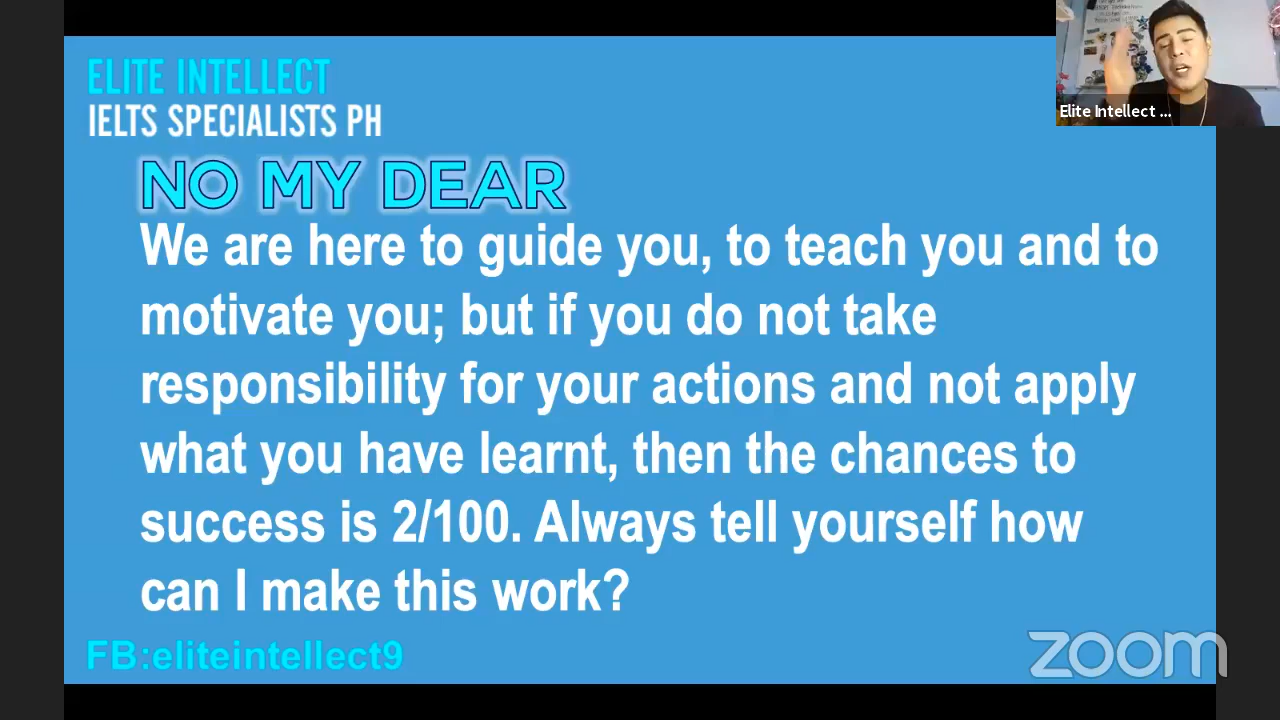 ELITE INTELLECT
IELTS SPECIALISTS PH
Elite Intellect ...
NO MY DEAR
We are here to guide you, to teach you and to
motivate you; but if you do not take
responsibility for your actions and not apply
what you have learnt, then the chances to
success is 2/100. Always tell yourself how
can I make this work?
FB:eliteintellect9
zoom